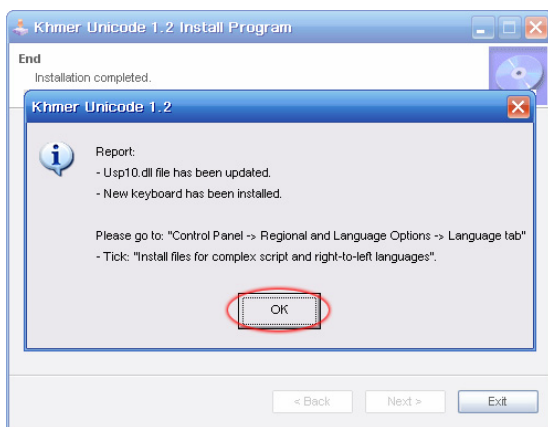 Khmer Unicode 1.2 Install Program
End
Installation completed.
Khmer Unicode 1.2
Report:
- Usp10.dll file has been updated.
- New keyboard has been installed.
Please go to: "Control Panel -> Regional and Language Options -> Language tab"
- Tick: "Install files for complex script and right-to-left languages".
OK
< Back Next > Exit